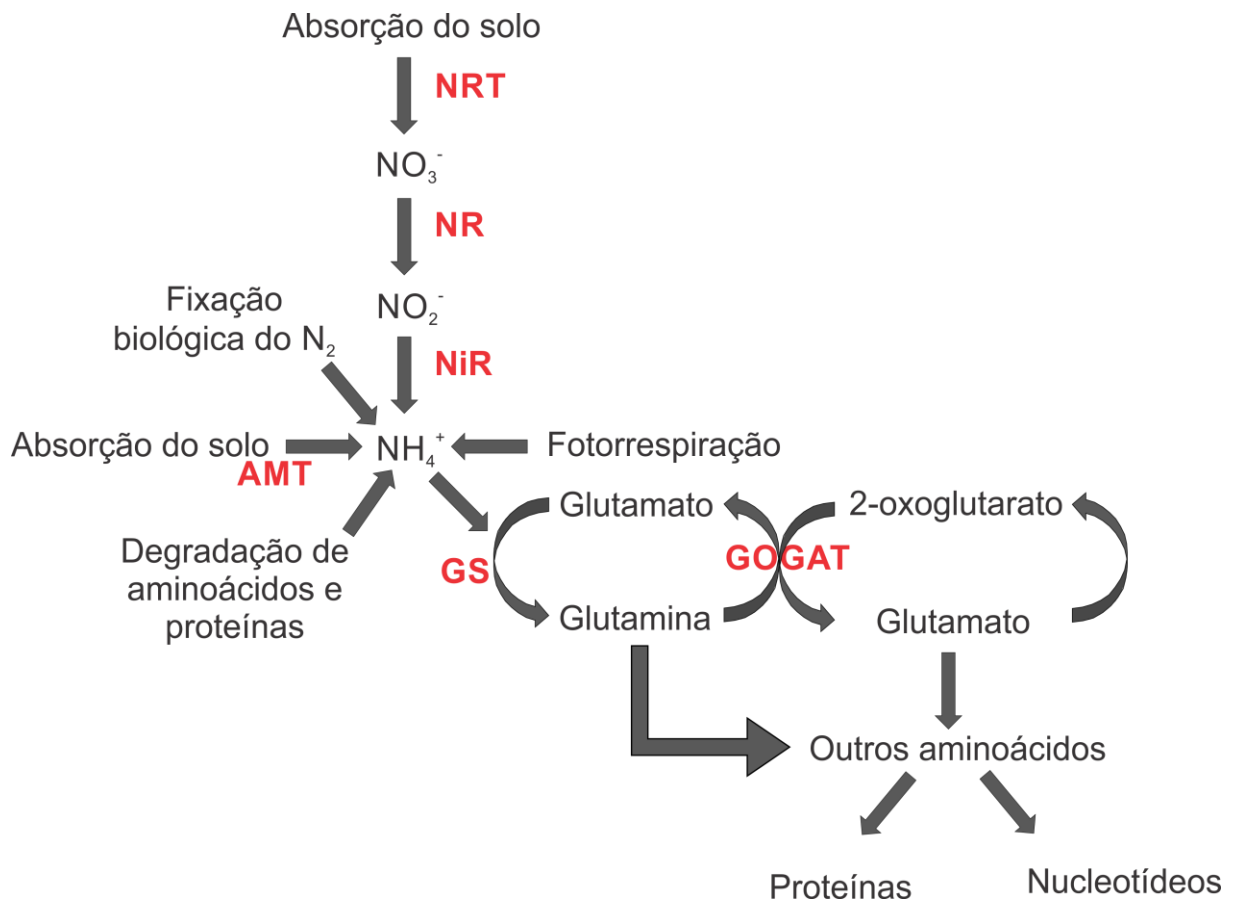 Absorção do solo
NRT
NO₃⁻
NR
NO₂⁻
Fixação
biológica do N₂
NiR
Absorção do solo
AMT
NH₄⁺
Fotorrespiração
Degradação de
aminoácidos e
proteínas
GS
Glutamato
2-oxoglutarato
GOGAT
Glutamina
Glutamato
Outros aminoácidos
Proteínas
Nucleotídeos